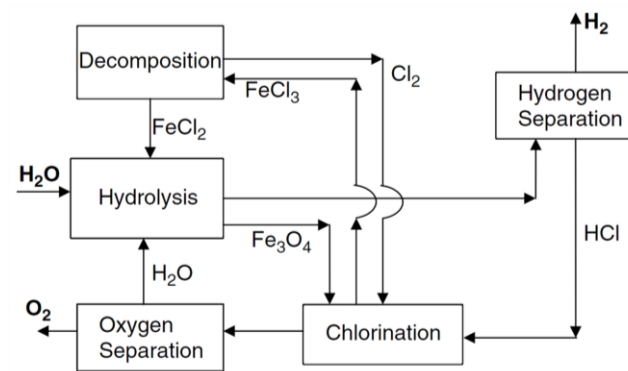 H₂
Decomposition
Cl₂
FeCl₃
Hydrogen
Separation
FeCl₂
H₂O
Hydrolysis
Fe₃O₄
HCl
H₂O
O₂
Oxygen
Separation
Chlorination